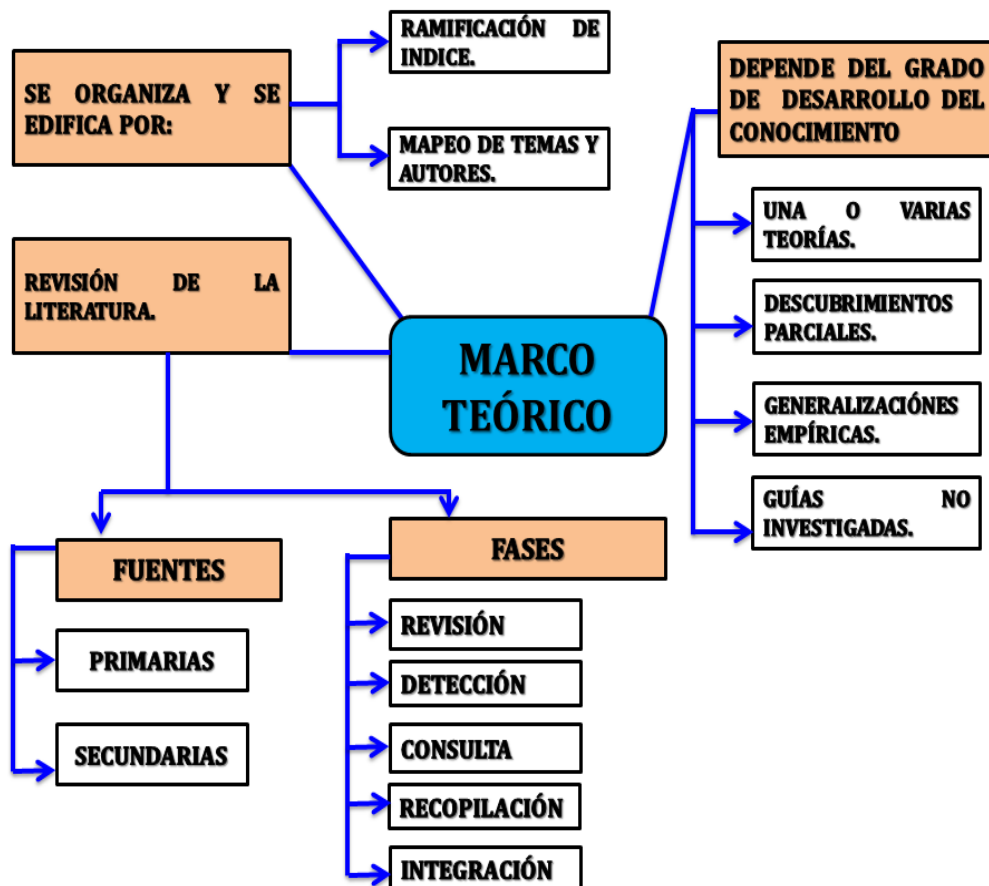 RAMIFICACIÓN DE
INDICE.
SE ORGANIZA Y SE
EDIFICA POR:
MAPEO DE TEMAS Y
AUTORES.
DEPENDE DEL GRADO
DE DESARROLLO DEL
CONOCIMIENTO
UNA O VARIAS
TEORÍAS.
DESCUBRIMIENTOS
PARCIALES.
GENERALIZACIÓNES
EMPÍRICAS.
GUÍAS NO
INVESTIGADAS.
REVISIÓN DE LA
LITERATURA.
MARCO
TEÓRICO
FUENTES
PRIMARIAS
SECUNDARIAS
FASES
REVISIÓN
DETECCIÓN
CONSULTA
RECOPILACIÓN
INTEGRACIÓN